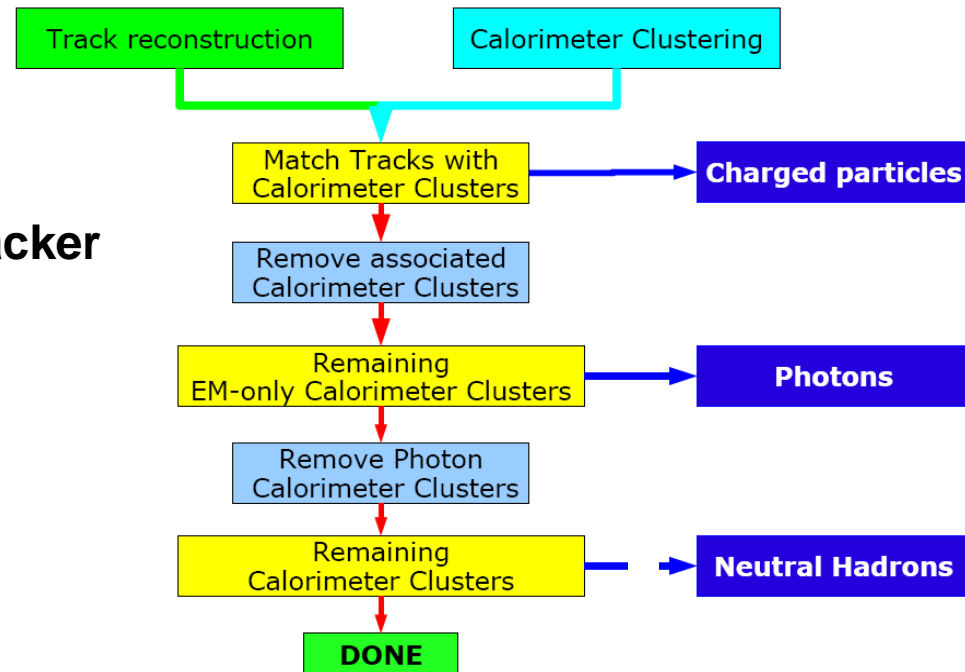 Track reconstruction
Calorimeter Clustering
Match Tracks with
Calorimeter Clusters
Charged particles
acker
Remove associated
Calorimeter Clusters
Remaining
EM-only Calorimeter Clusters
Photons
Remove Photon
Calorimeter Clusters
Remaining
Calorimeter Clusters
Neutral Hadrons
DONE